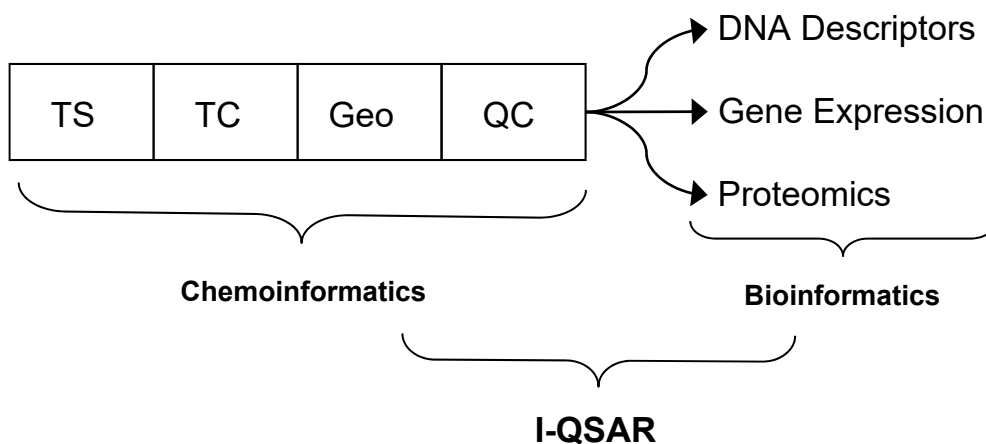 DNA Descriptors
TS TC Geo QC
Gene Expression
Proteomics
Chemoinformatics
Bioinformatics
I-QSAR